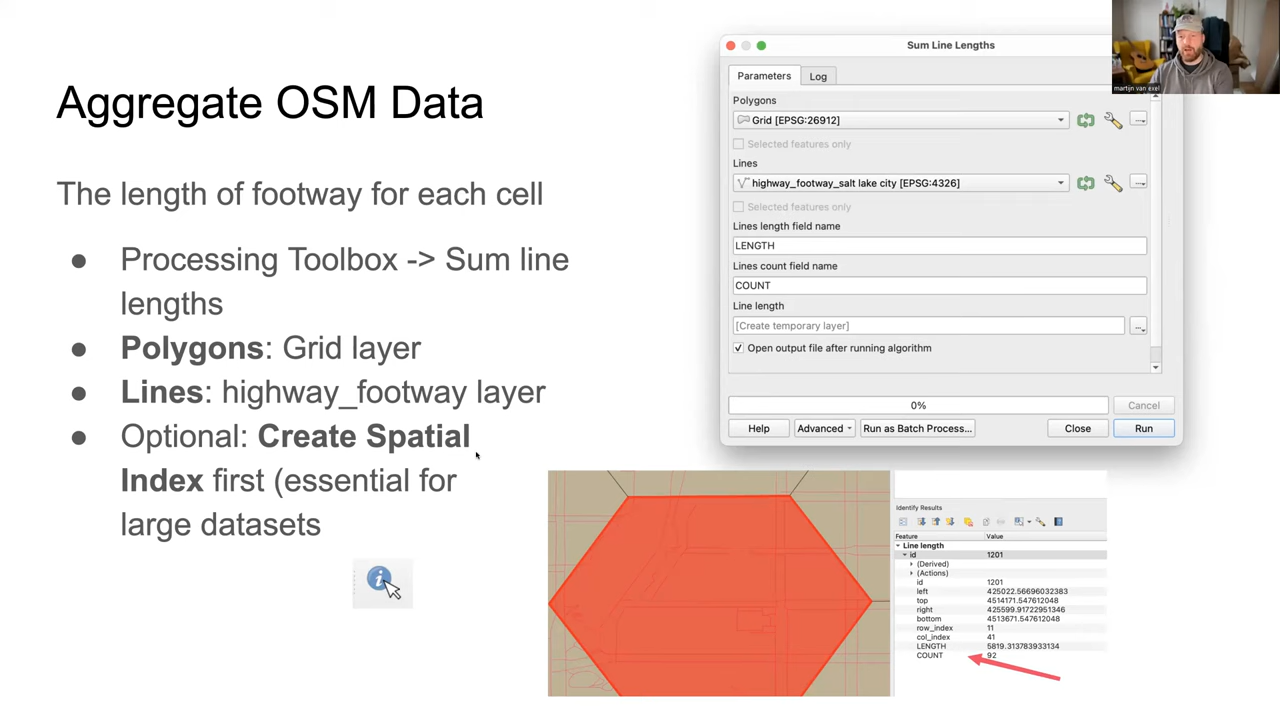 Aggregate OSM Data
The length of footway for each cell
● Processing Toolbox -> Sum line
lengths
● Polygons: Grid layer
● Lines: highway_footway layer
● Optional: Create Spatial
Index first (essential for
large datasets
Sum Line Lengths
Parameters
Log
Polygons
Grid [EPSG:26912]
...
Selected features only
Lines
highway_footway_salt lake city [EPSG:4326]
...
Selected features only
Lines length field name
LENGTH
Lines count field name
COUNT
Line length
[Create temporary layer]
...
Open output file after running algorithm
0%
Cancel
Help
Advanced
Run as Batch Process...
Close
Run
martijn van exel
Identify Results
Feature Value
Line length
id 1201
(Derived)
(Actions)
id 1201
left 425022.56696032383
top 4514171.547612048
right 425599.91722951346
bottom 4513671.547612048
row_index 11
col_index 41
LENGTH 5819.313783933134
COUNT 92